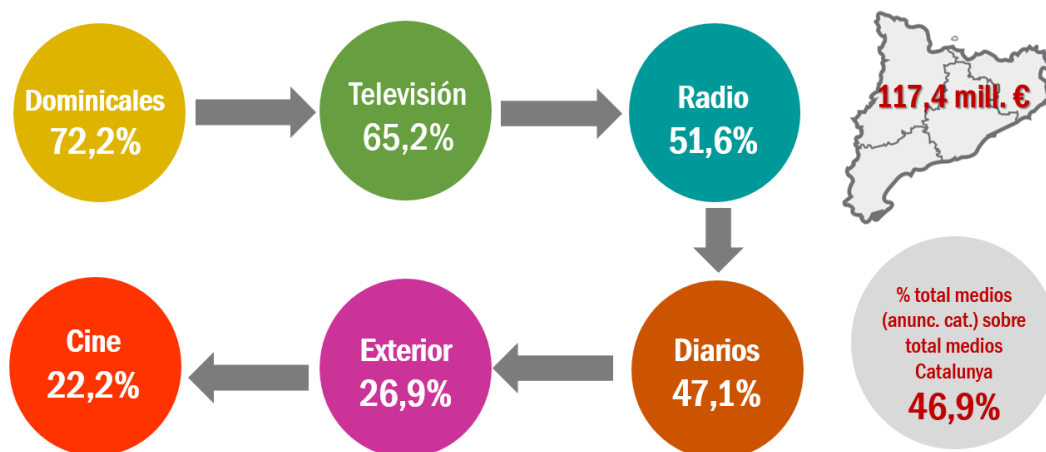 Dominicales
72,2%
Televisión
65,2%
Radio
51,6%
117,4 mill. €
Diarios
47,1%
Exterior
26,9%
Cine
22,2%
% total medios
(anunc. cat.) sobre
total medios
Catalunya
46,9%